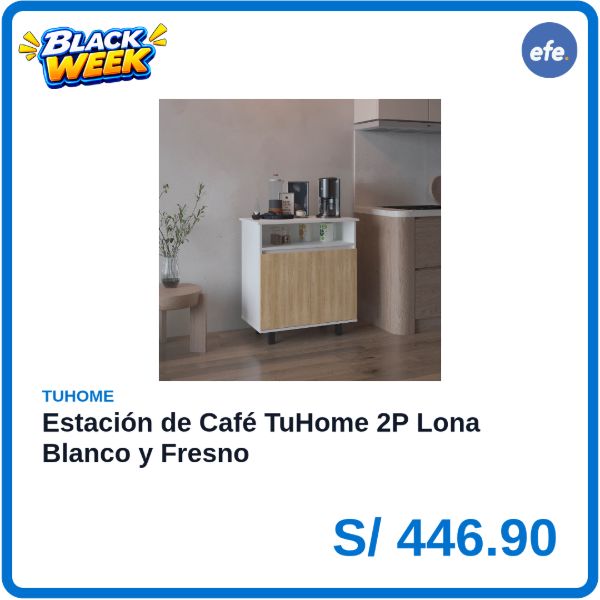 BLACK
WEEK
efe.
TUHOME
Estación de Café TuHome 2P Lona
Blanco y Fresno
S/ 446.90